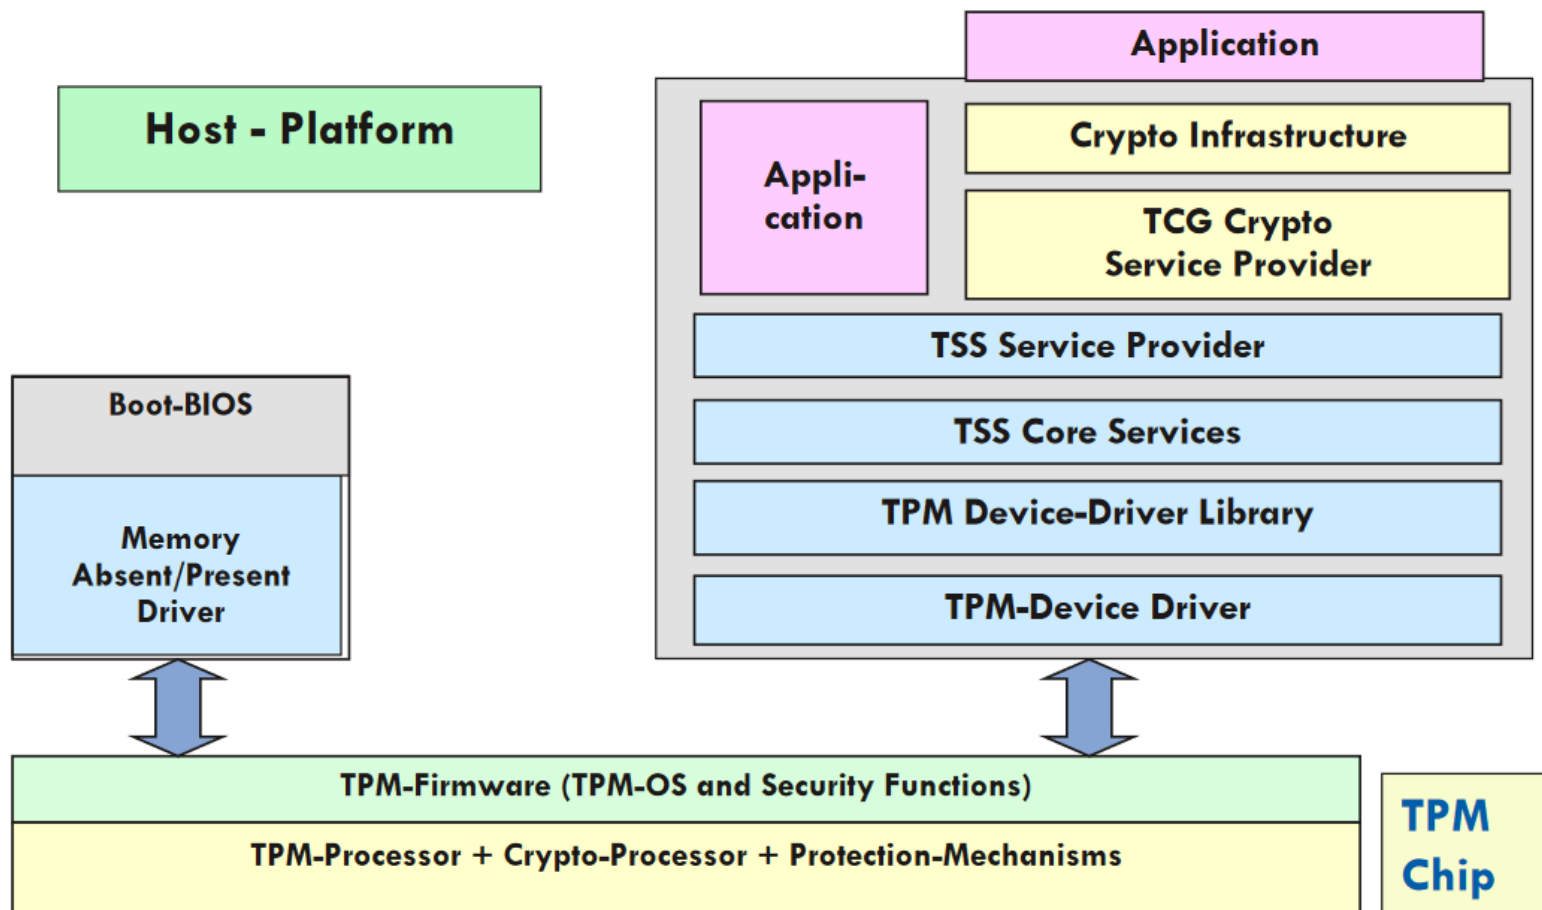 Application
Host - Platform
Appli-
cation
Crypto Infrastructure
TCG Crypto
Service Provider
TSS Service Provider
TSS Core Services
TPM Device-Driver Library
TPM-Device Driver
Boot-BIOS
Memory
Absent/Present
Driver
TPM-Firmware (TPM-OS and Security Functions)
TPM-Processor + Crypto-Processor + Protection-Mechanisms
TPM
Chip